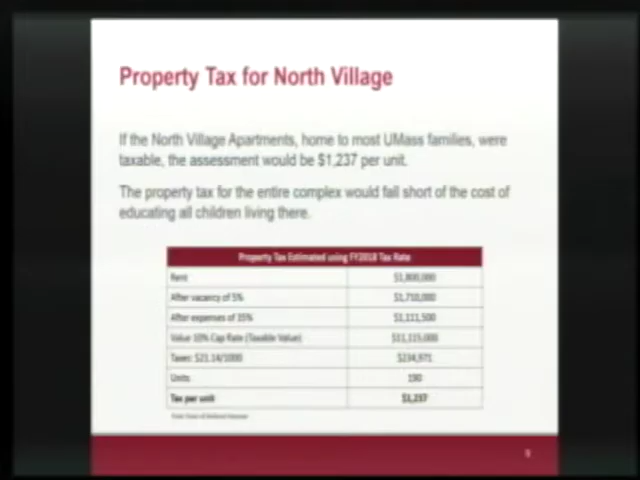 Property Tax for North Village
If the North Village Apartments, home to most UMass families, were
taxable, the assessment would be $1,237 per unit.
The property tax for the entire complex would fall short of the cost of
educating all children living there.
Property Tax Estimated using FY2018 Tax Rate
Rent $1,800,000
After vacancy of 5% $1,710,000
After expenses of 35% $1,111,500
Value 10% Cap Rate (Taxable Value) $11,115,000
Taxes $21.14/1000 $234,971
Units 190
Tax per unit $1,237